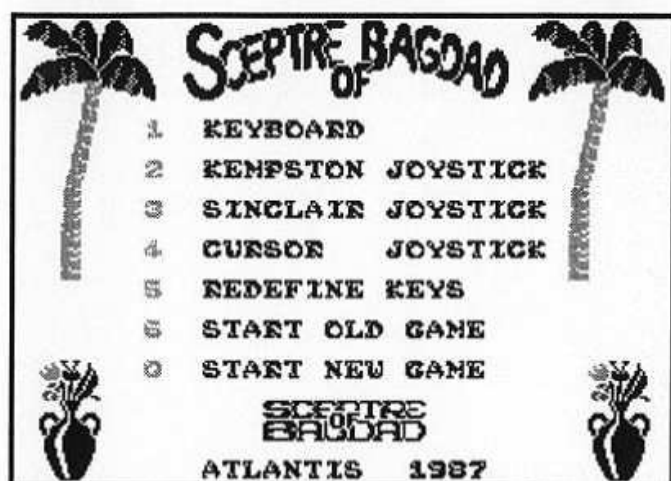 SCEPTRE OF BAGDAD
1 KEYBOARD
2 KEMPSTON JOYSTICK
3 SINCLAIR JOYSTICK
4 CURSOR JOYSTICK
5 REDEFINE KEYS
6 START OLD GAME
0 START NEW GAME
SCEPTRE
OF
BAGDAD
ATLANTIS 1987